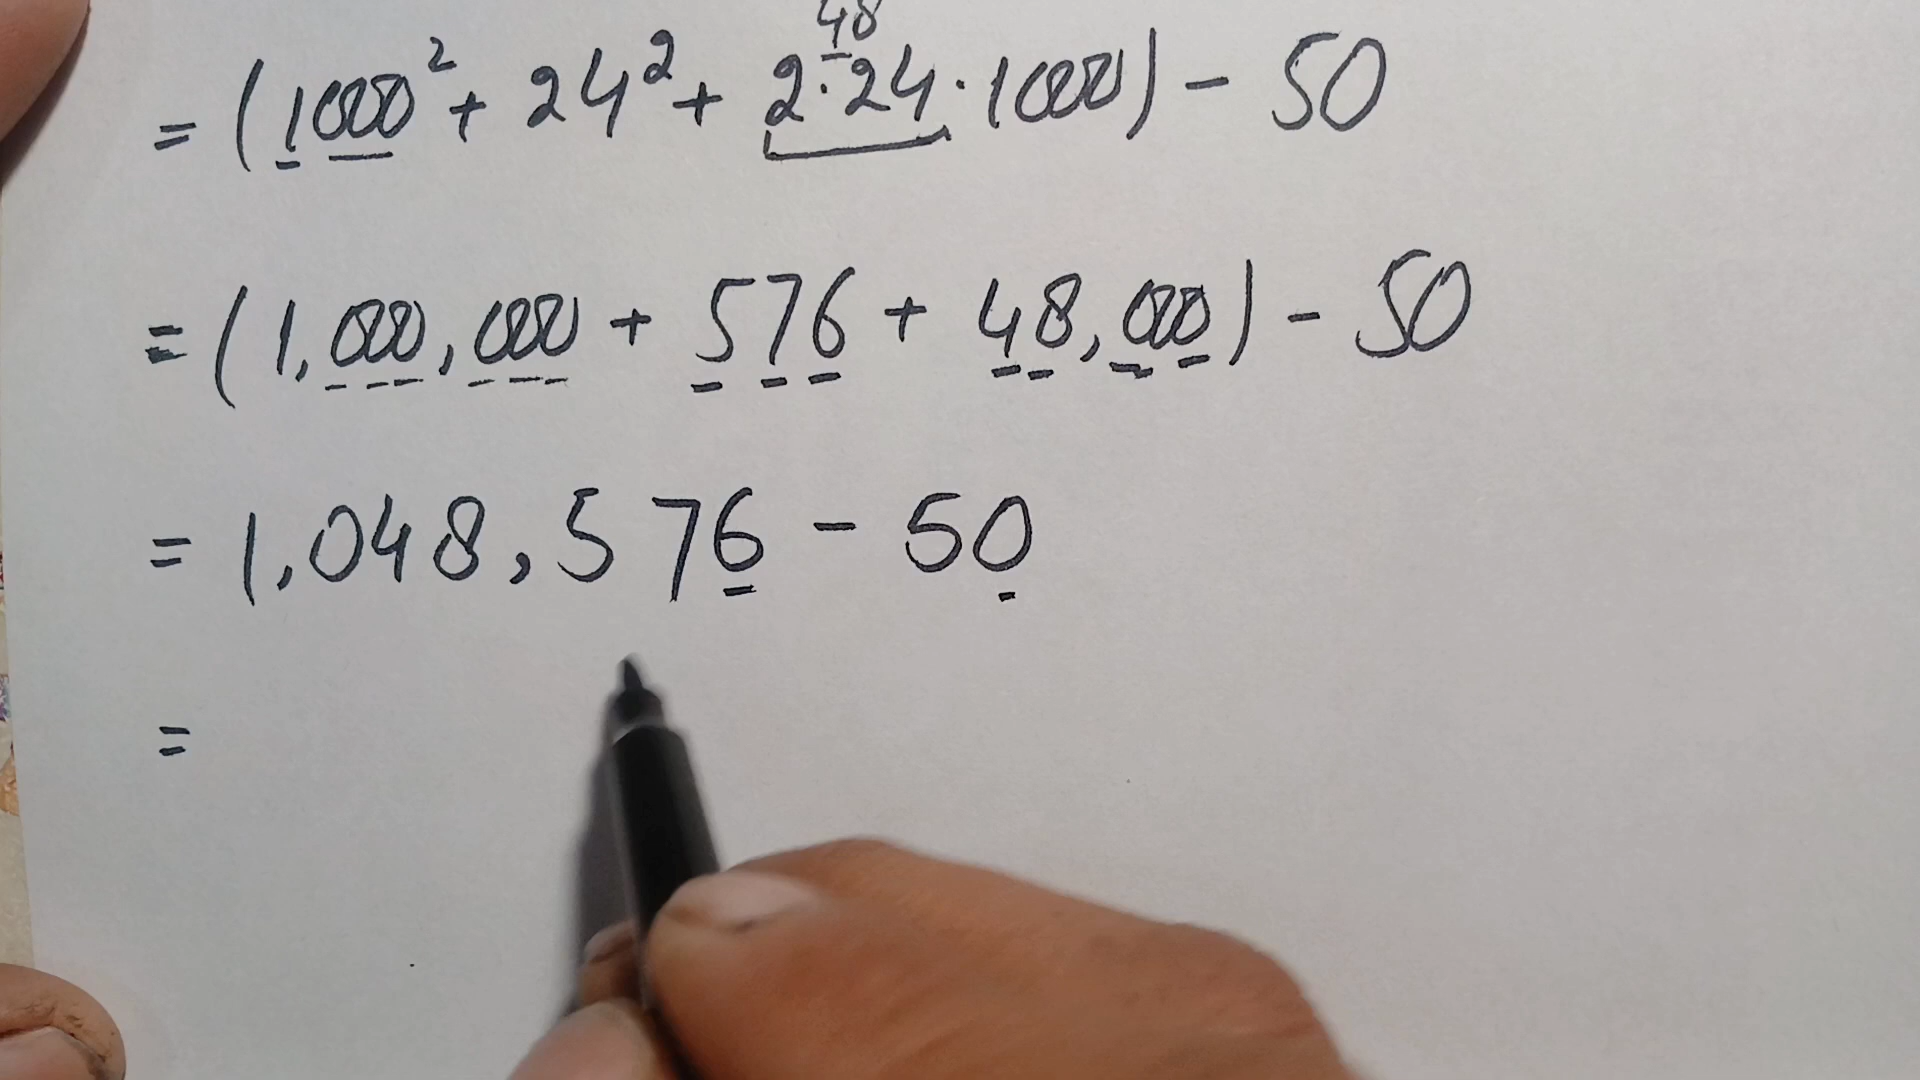 48
= (1000² + 24² + 2·24·1000) - 50
= (1,000,000 + 576 + 48,000) - 50
= 1,048,576 - 50
=